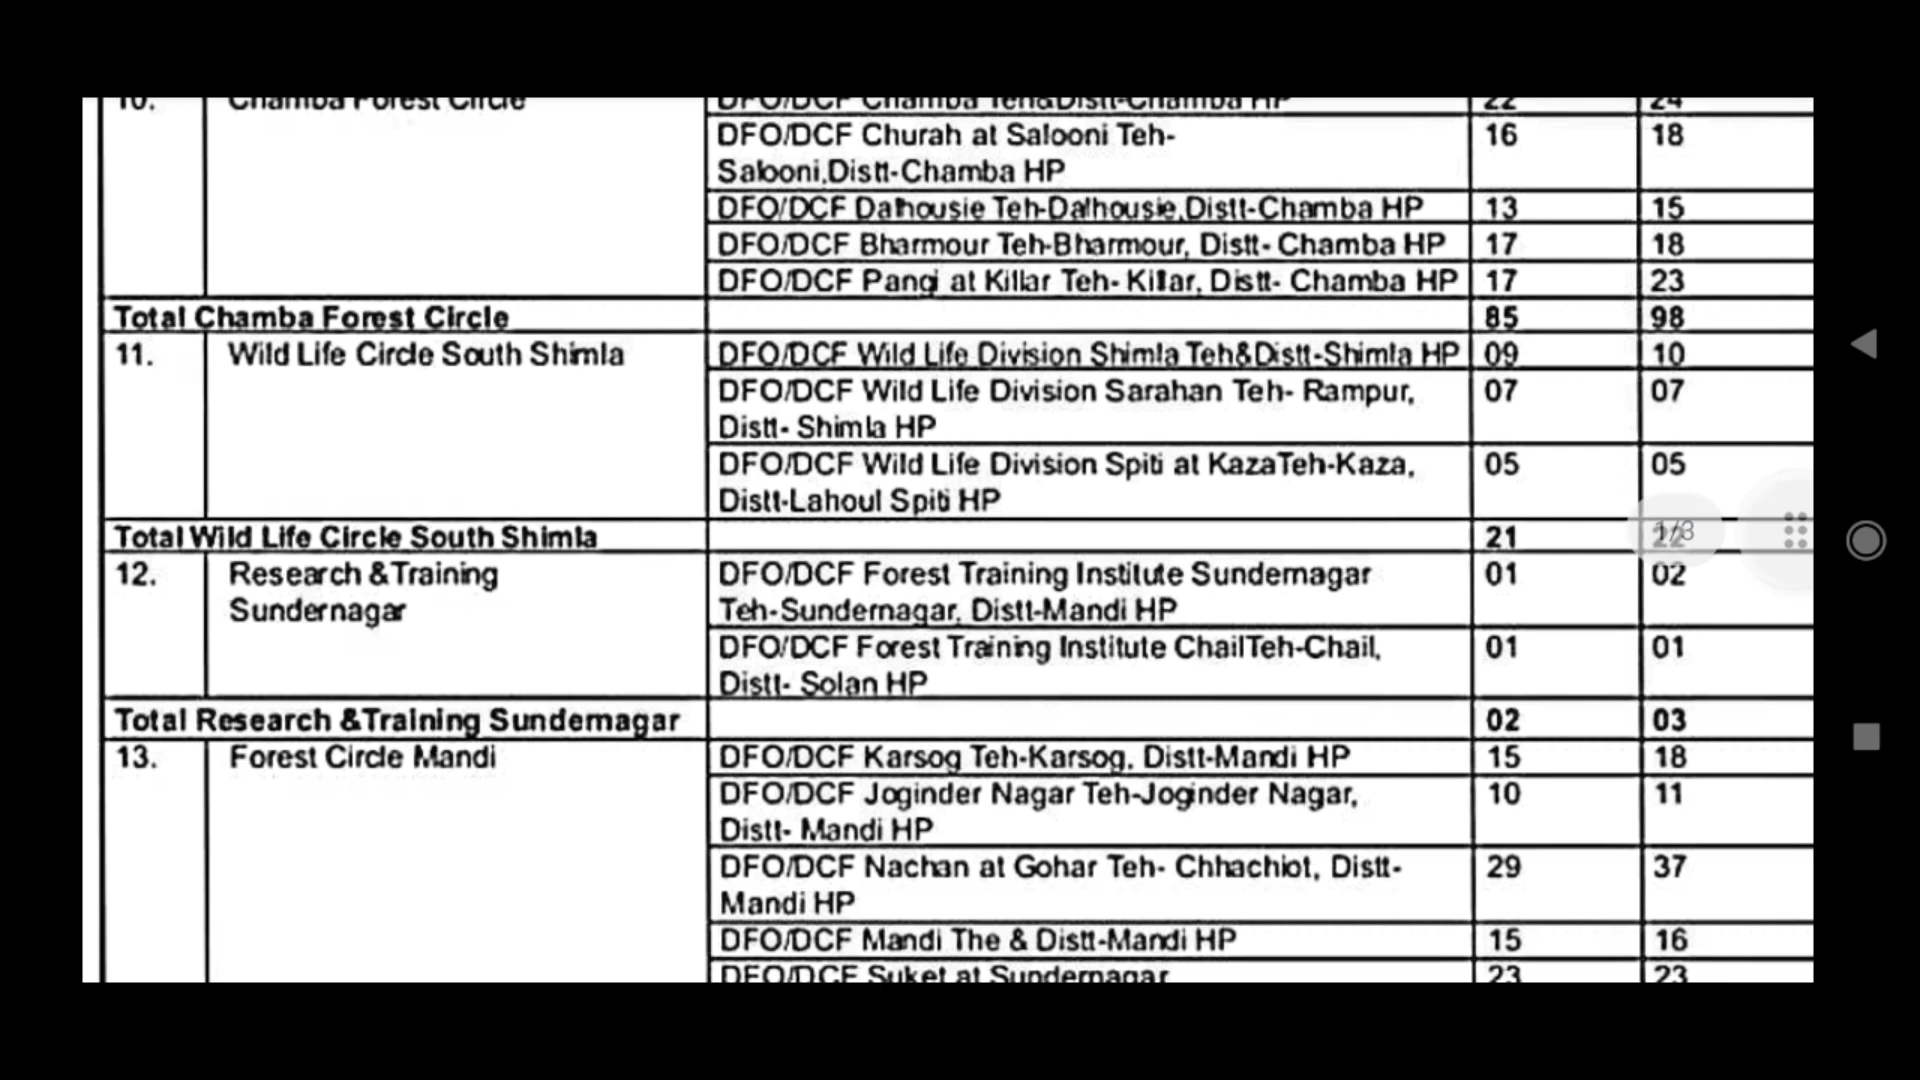 10. Chamba Forest Circle DFO/DCF Chamba Teh&Distt-Chamba HP 22 24
DFO/DCF Churah at Salooni Teh- 16 18
Salooni,Distt-Chamba HP
DFO/DCF Dalhousie Teh-Dalhousie,Distt-Chamba HP 13 15
DFO/DCF Bharmour Teh-Bharmour, Distt- Chamba HP 17 18
DFO/DCF Pangi at Killar Teh- Killar, Distt- Chamba HP 17 23
Total Chamba Forest Circle 85 98
11. Wild Life Circle South Shimla DFO/DCF Wild Life Division Shimla Teh&Distt-Shimla HP 09 10
DFO/DCF Wild Life Division Sarahan Teh- Rampur, 07 07
Distt- Shimla HP
DFO/DCF Wild Life Division Spiti at KazaTeh-Kaza, 05 05
Distt-Lahoul Spiti HP
Total Wild Life Circle South Shimla 21 22
1/3
12. Research &Training DFO/DCF Forest Training Institute Sundernagar 01 02
Sundernagar Teh-Sundernagar, Distt-Mandi HP
DFO/DCF Forest Training Institute ChailTeh-Chail, 01 01
Distt- Solan HP
Total Research &Training Sundernagar 02 03
13. Forest Circle Mandi DFO/DCF Karsog Teh-Karsog, Distt-Mandi HP 15 18
DFO/DCF Joginder Nagar Teh-Joginder Nagar, 10 11
Distt- Mandi HP
DFO/DCF Nachan at Gohar Teh- Chhachiot, Distt- 29 37
Mandi HP
DFO/DCF Mandi The & Distt-Mandi HP 15 16
DFO/DCF Suket at Sundernagar 23 23